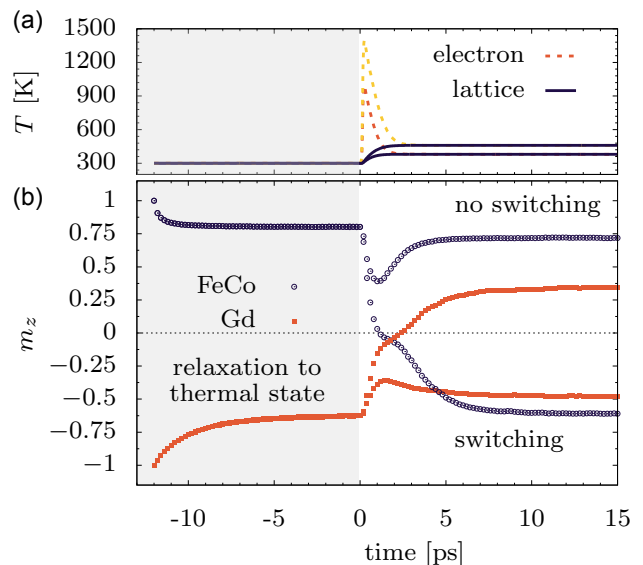 (a)
1500
1200
900
600
300
T [K]
electron
lattice
(b)
1
0.75
0.5
0.25
0
−0.25
−0.5
−0.75
−1
m_z
no switching
FeCo
Gd
relaxation to
thermal state
switching
-10
-5
0
5
10
15
time [ps]